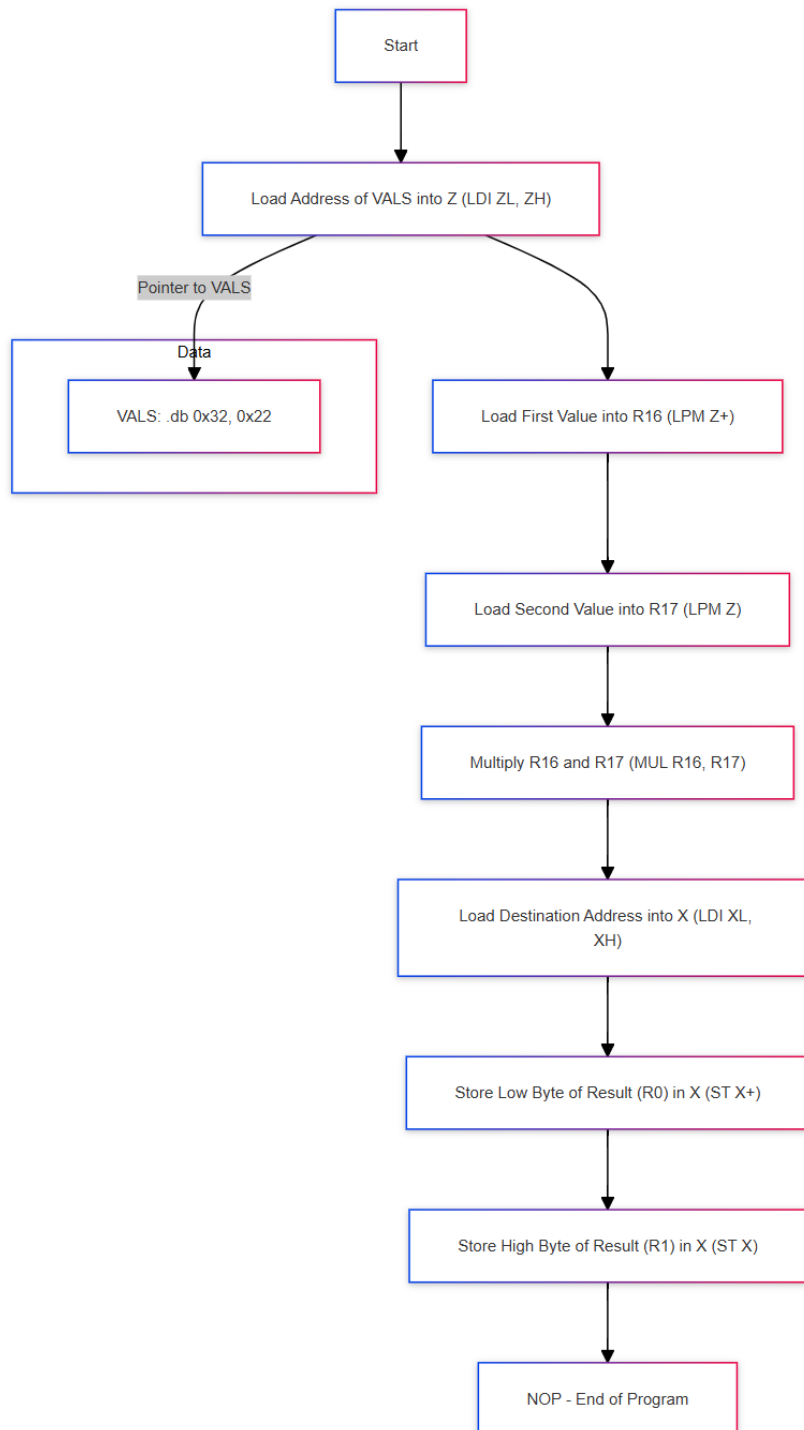 Start
Load Address of VALS into Z (LDI ZL, ZH)
Pointer to VALS
Data
VALS: .db 0x32, 0x22
Load First Value into R16 (LPM Z+)
Load Second Value into R17 (LPM Z)
Multiply R16 and R17 (MUL R16, R17)
Load Destination Address into X (LDI XL,
XH)
Store Low Byte of Result (R0) in X (ST X+)
Store High Byte of Result (R1) in X (ST X)
NOP - End of Program